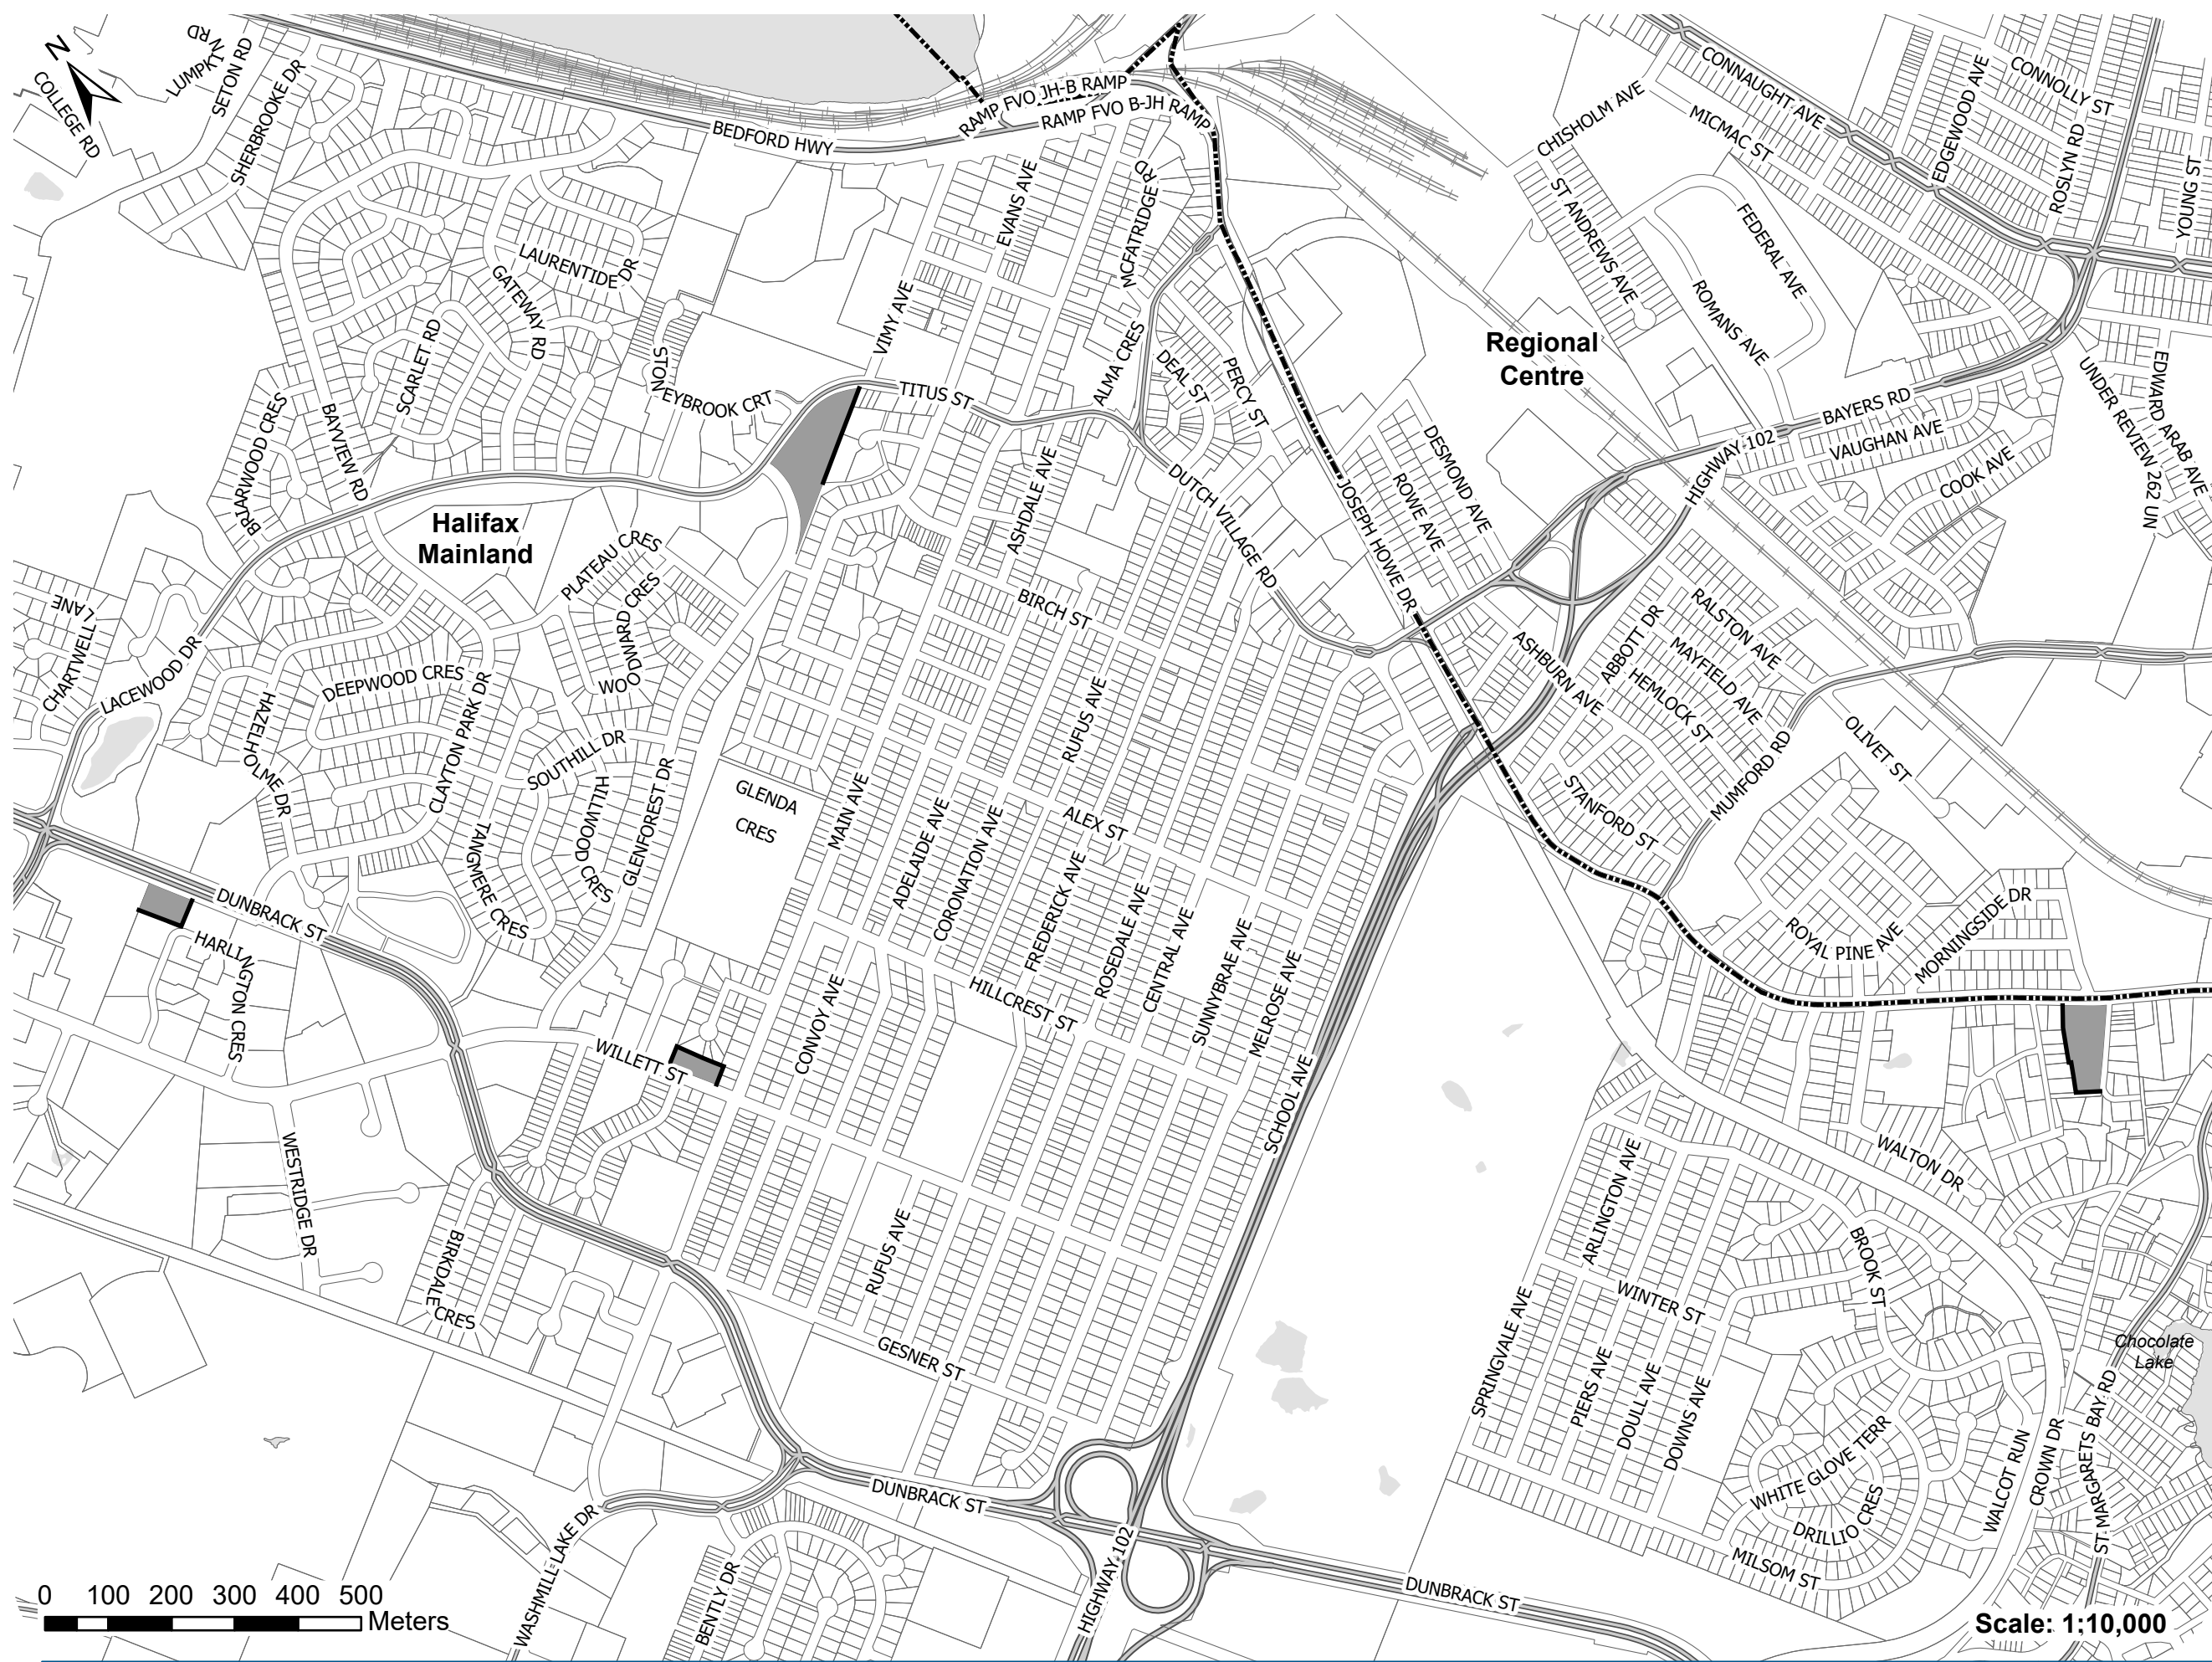 N
COLLEGE RD
LUMPKIN RD
SETON RD
SHERBROOKE DR
BEDFORD HWY
RAMP FVO JH-B RAMP
RAMP FVO B-JH RAMP
CONNAUGHT AVE
CONNOLLY ST
EDGEWOOD AVE
ROSLYN RD
YOUNG ST
CHISHOLM AVE
MICMAC ST
ST ANDREWS AVE
FEDERAL AVE
ROMANS AVE
EVANS AVE
MCFATRIDGE RD
LAURENTIDE DR
GATEWAY RD
SCARLET RD
STONEYBROOK CRT
VIMY AVE
TITUS ST
ALMA CRES
DEAL ST
PERCY ST
Regional
Centre
BAYERS RD
HIGHWAY 102
VAUGHAN AVE
COOK AVE
UNDER REVIEW 262 UN
EDWARD ARAB AVE
BRIARWOOD CRES
BAYVIEW RD
Halifax
Mainland
ASHDALE AVE
DUTCH VILLAGE RD
JOSEPH HOWE DR
ROWE AVE
DESMOND AVE
PLATEAU CRES
WOODWARD CRES
BIRCH ST
CHARTWELL LANE
LACEWOOD DR
DEEPWOOD CRES
HAZELHOLME DR
CLAYTON PARK DR
SOUTHILL DR
HILLWOOD CRES
TANGMERE CRES
GLENFOREST DR
GLENDA
CRES
MAIN AVE
ADELAIDE AVE
CORONATION AVE
RUFUS AVE
ALEX ST
FREDERICK AVE
ROSEDALE AVE
CENTRAL AVE
SUNNYBRAE AVE
MELROSE AVE
ASHBURN AVE
ABBOTT DR
RALSTON AVE
MAYFIELD AVE
HEMLOCK ST
STANFORD ST
MUMFORD RD
OLIVET ST
ROYAL PINE AVE
MORNINGSIDE DR
DUNBRACK ST
HARLINGTON CRES
WILLETT ST
CONVOY AVE
HILLCREST ST
SCHOOL AVE
WESTRIDGE DR
BIRKDALE CRES
RUFUS AVE
GESNER ST
ARLINGTON AVE
WALTON DR
BROOK ST
WINTER ST
SPRINGVALE AVE
PIERS AVE
DOULL AVE
DOWNS AVE
WHITE GLOVE TERR
DRILLIO CRES
MILSOM ST
WALCOT RUN
CROWN DR
ST MARGARETS BAY RD
Chocolate
Lake
WASHMILL LAKE DR
BENTLY DR
DUNBRACK ST
HIGHWAY 102
DUNBRACK ST
0 100 200 300 400 500
Meters
Scale: 1:10,000